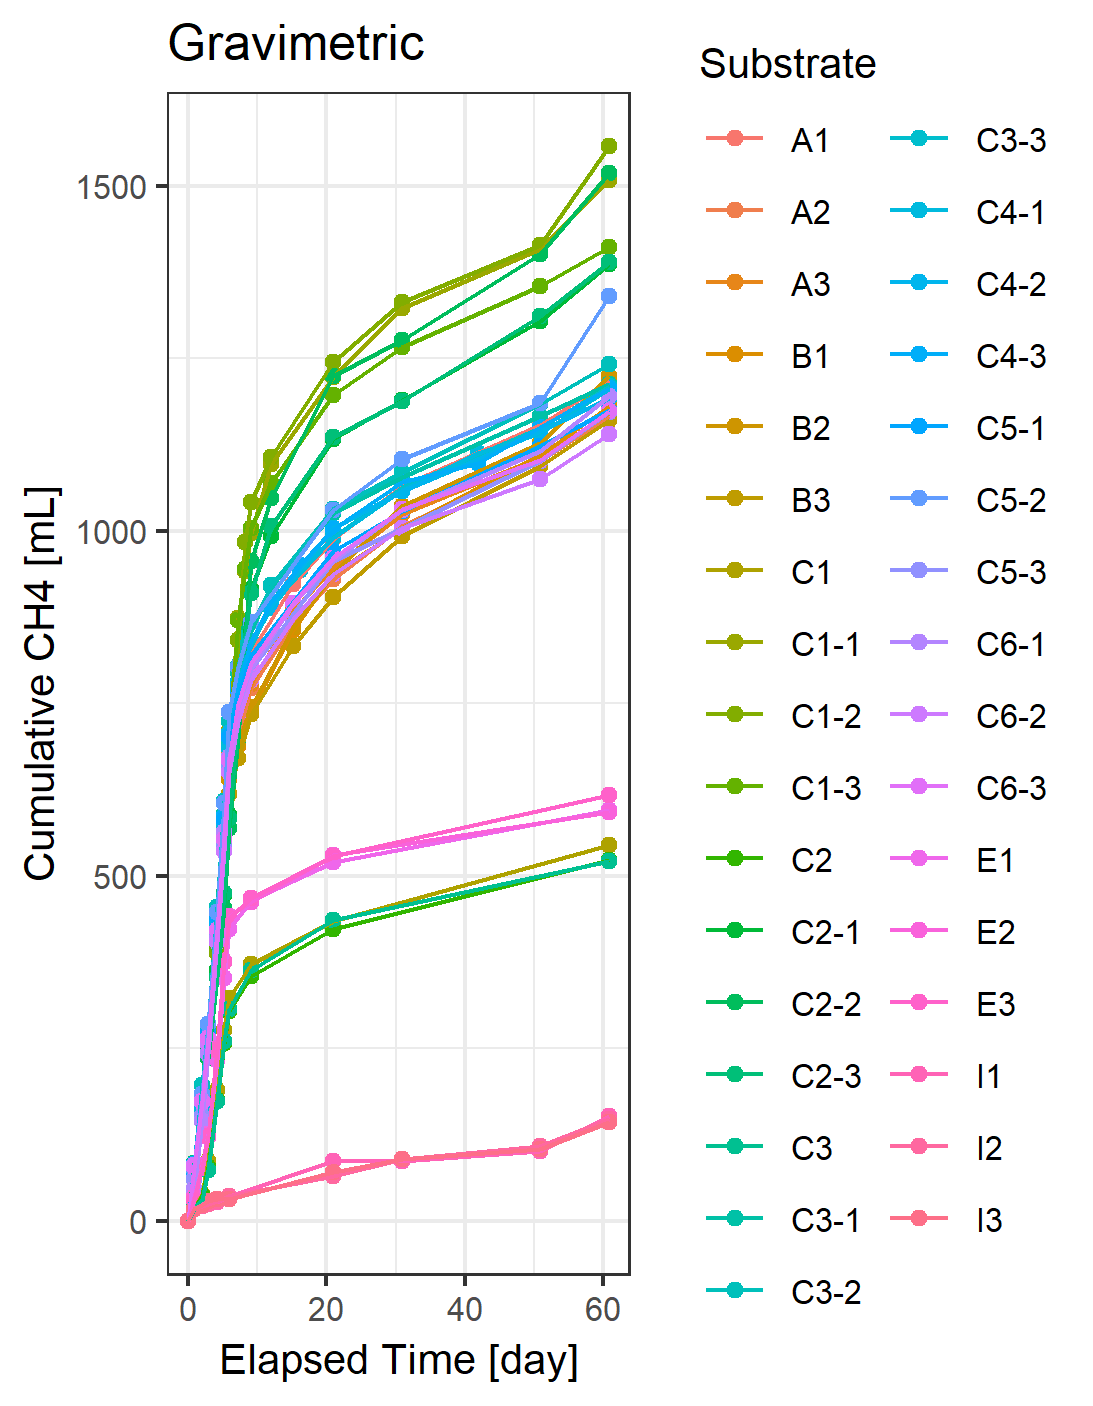 Gravimetric
Cumulative CH4 [mL]
1500
1000
500
0
0 20 40 60
Elapsed Time [day]
Substrate
A1
A2
A3
B1
B2
B3
C1
C1-1
C1-2
C1-3
C2
C2-1
C2-2
C2-3
C3
C3-1
C3-2
C3-3
C4-1
C4-2
C4-3
C5-1
C5-2
C5-3
C6-1
C6-2
C6-3
E1
E2
E3
I1
I2
I3